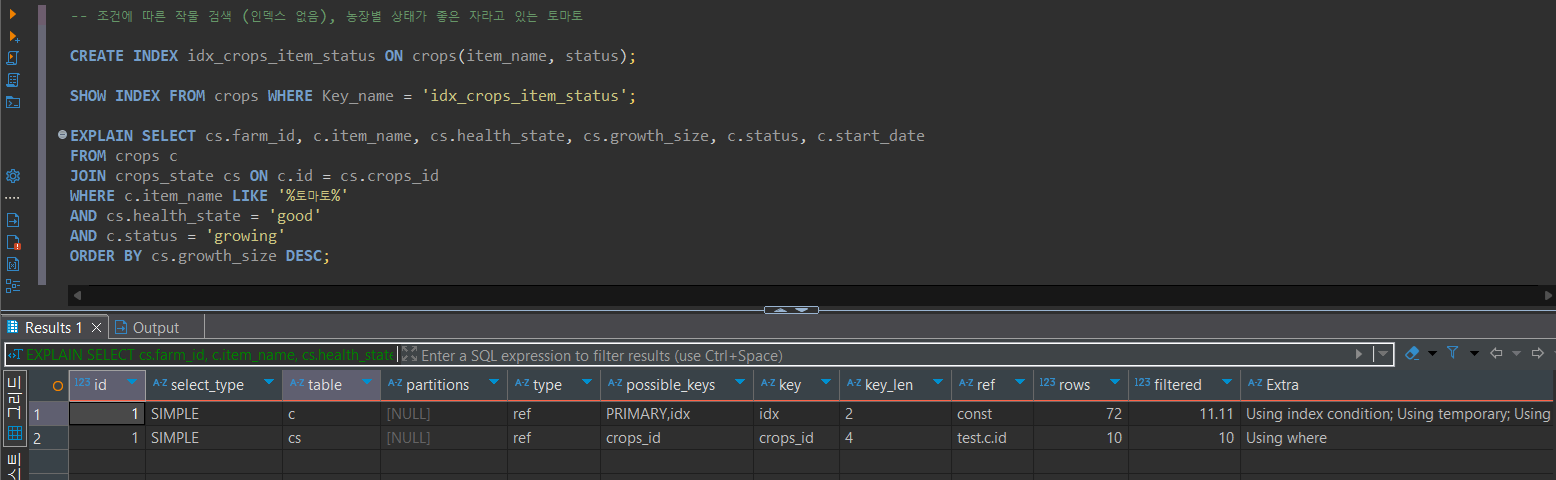 -- 조건에 따른 작물 검색 (인덱스 없음), 농장별 상태가 좋은 자라고 있는 토마토
CREATE INDEX idx_crops_item_status ON crops(item_name, status);
SHOW INDEX FROM crops WHERE Key_name = 'idx_crops_item_status';
EXPLAIN SELECT cs.farm_id, c.item_name, cs.health_state, cs.growth_size, c.status, c.start_date
FROM crops c
JOIN crops_state cs ON c.id = cs.crops_id
WHERE c.item_name LIKE '%토마토%'
AND cs.health_state = 'good'
AND c.status = 'growing'
ORDER BY cs.growth_size DESC;
Results 1 Output
EXPLAIN SELECT cs.farm_id, c.item_name, cs.health_state Enter a SQL expression to filter results (use Ctrl+Space)
그리드 123 id A-Z select_type A-Z table A-Z partitions A-Z type A-Z possible_keys A-Z key A-Z key_len A-Z ref 123 rows 123 filtered A-Z Extra
1 1 SIMPLE c [NULL] ref PRIMARY,idx idx 2 const 72 11.11 Using index condition; Using temporary; Using
2 1 SIMPLE cs [NULL] ref crops_id crops_id 4 test.c.id 10 10 Using where